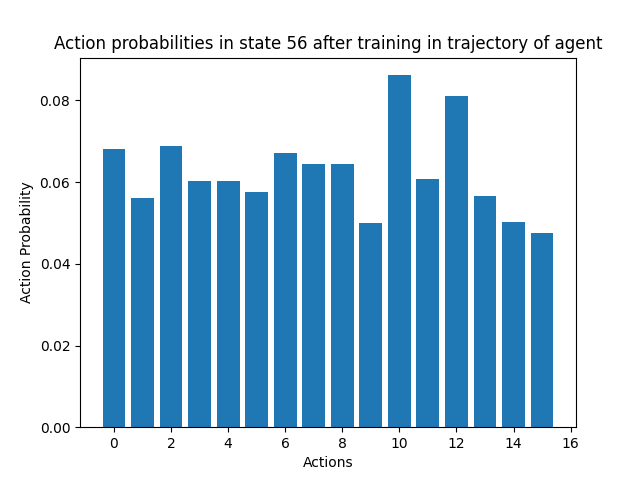 Action probabilities in state 56 after training in trajectory of agent
Action Probability
0.08
0.06
0.04
0.02
0.00
0 2 4 6 8 10 12 14 16
Actions